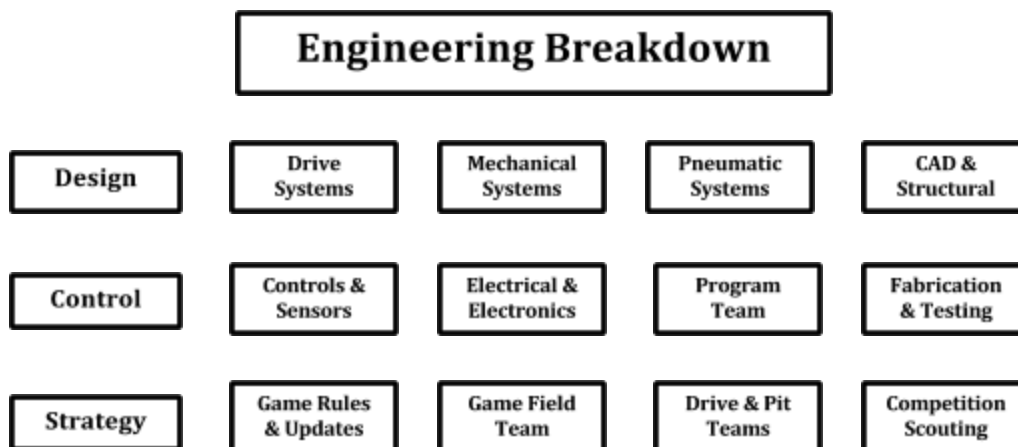 Engineering Breakdown
Design
Drive
Systems
Mechanical
Systems
Pneumatic
Systems
CAD &
Structural
Control
Controls &
Sensors
Electrical &
Electronics
Program
Team
Fabrication
& Testing
Strategy
Game Rules
& Updates
Game Field
Team
Drive & Pit
Teams
Competition
Scouting